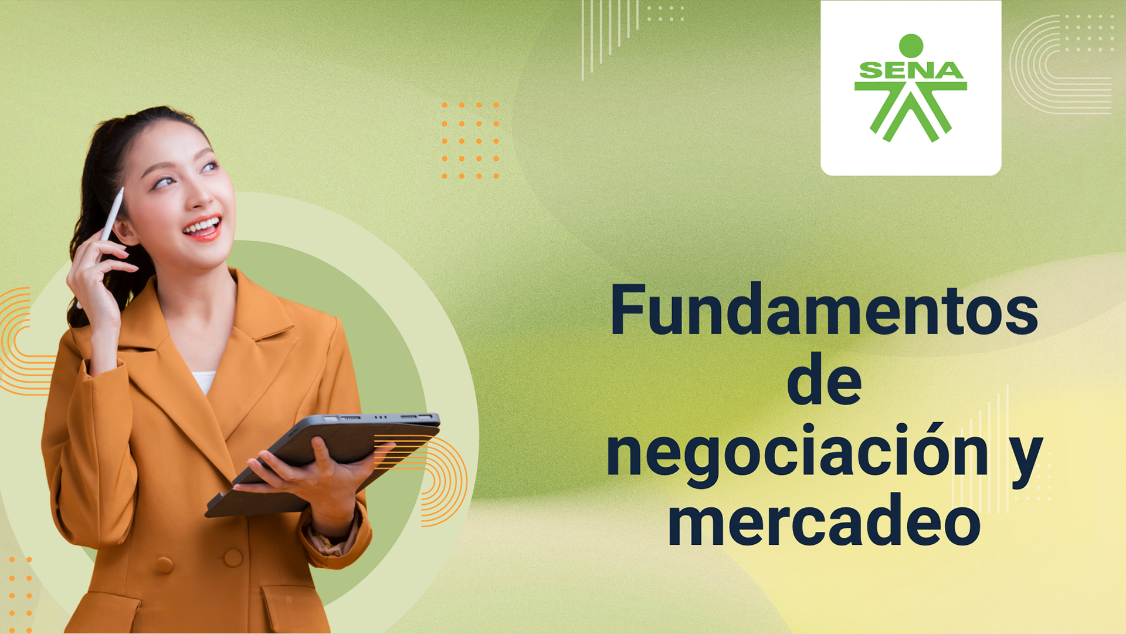 SENA
Fundamentos
de
negociación y
mercadeo